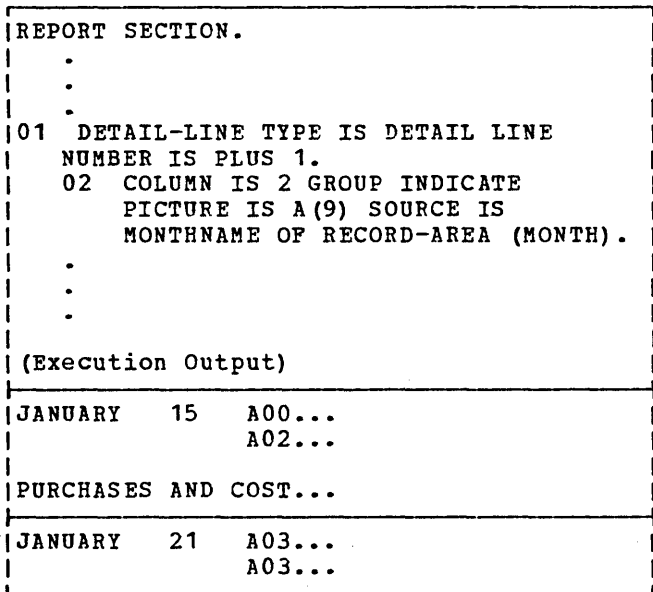 REPORT SECTION.
.
.
.
01 DETAIL-LINE TYPE IS DETAIL LINE
NUMBER IS PLUS 1.
02 COLUMN IS 2 GROUP INDICATE
PICTURE IS A(9) SOURCE IS
MONTHNAME OF RECORD-AREA (MONTH).
.
.
.
(Execution Output)
JANUARY 15 A00...
A02...
PURCHASES AND COST...
JANUARY 21 A03...
A03...